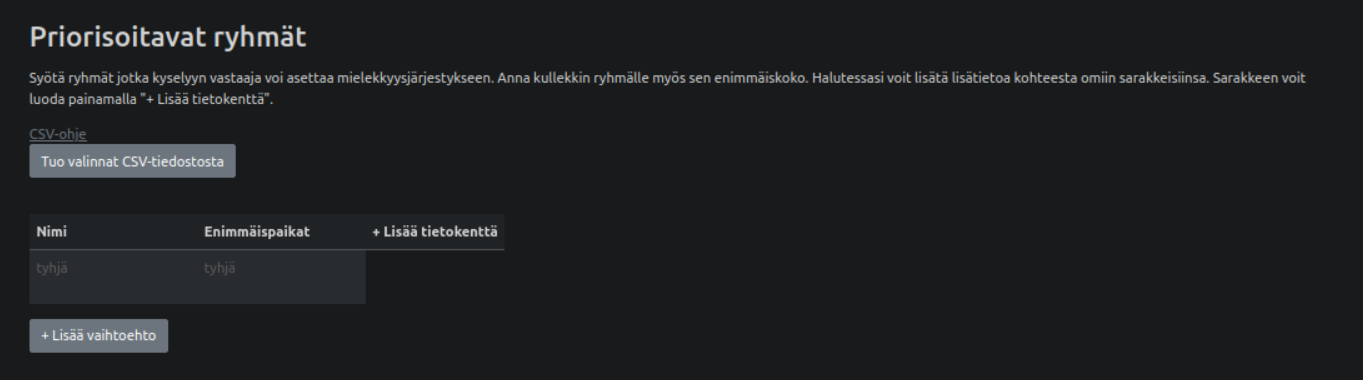 Priorisoitavat ryhmät
Syötä ryhmät jotka kyselyyn vastaaja voi asettaa mielekkyysjärjestykseen. Anna kullekkin ryhmälle myös sen enimmäiskoko. Halutessasi voit lisätä lisätietoa kohteesta omiin sarakkeisiinsa. Sarakkeen voit
luoda painamalla "+ Lisää tietokenttä".
CSV-ohje
Tuo valinnat CSV-tiedostosta
Nimi Enimmäispaikat + Lisää tietokenttä
tyhjä tyhjä
+ Lisää vaihtoehto